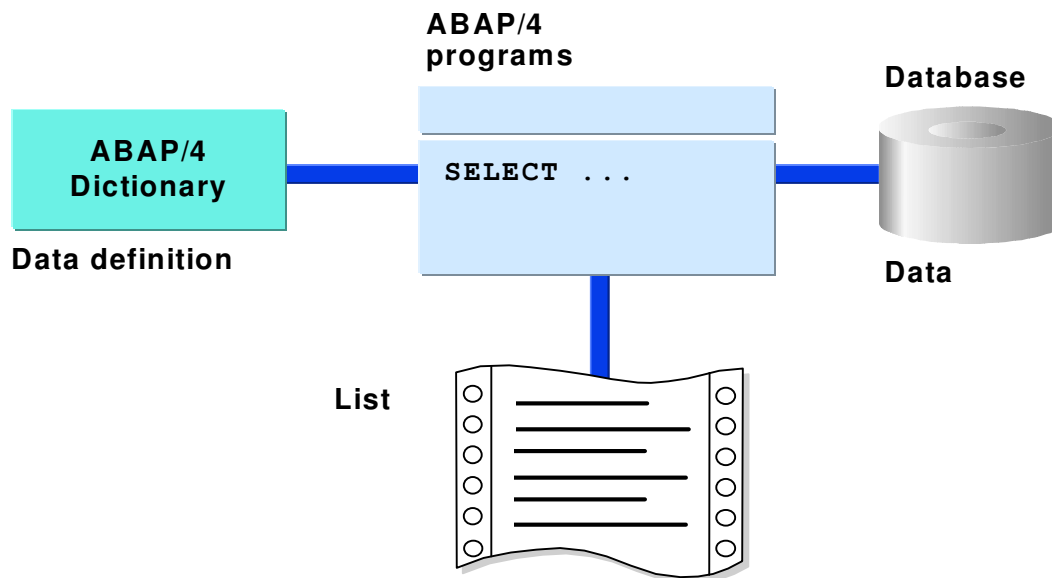 ABAP/4
programs
Database
ABAP/4
Dictionary
SELECT ...
Data definition
Data
List